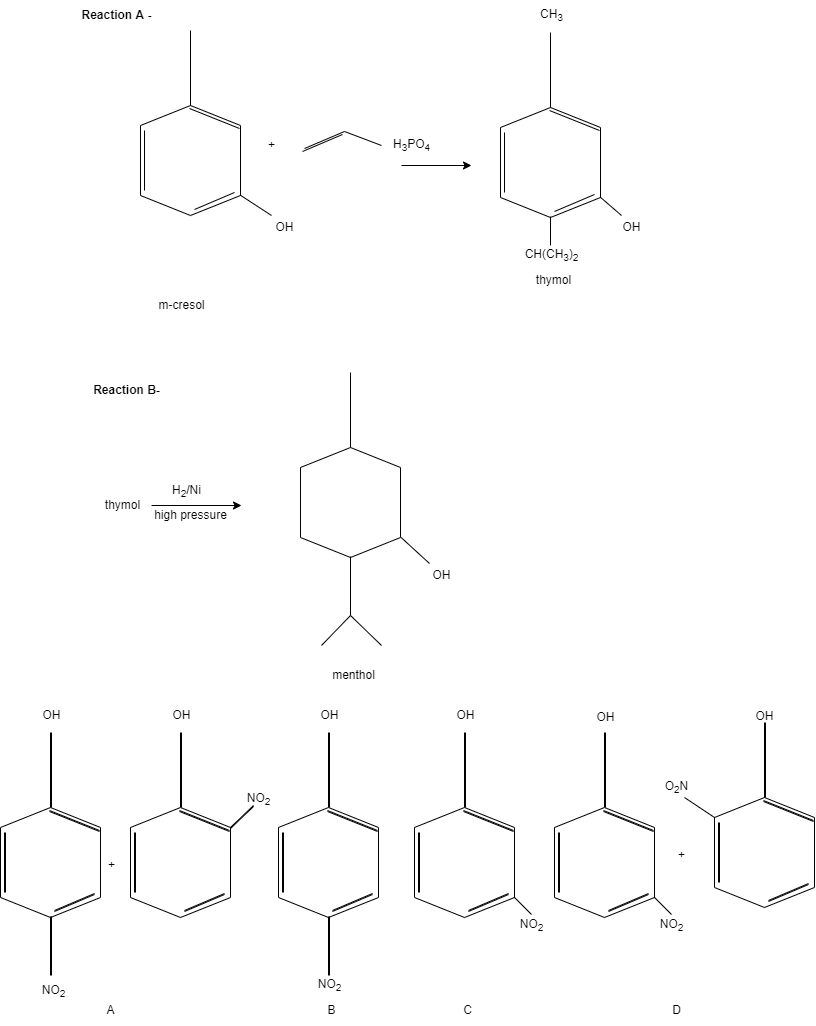 Reaction A -
CH₃
+
H₃PO₄
OH
OH
CH(CH₃)₂
thymol
m-cresol
Reaction B-
thymol
H₂/Ni
high pressure
OH
menthol
OH
OH
OH
OH
OH
OH
NO₂
O₂N
+
+
NO₂
NO₂
NO₂
NO₂
A
B
C
D